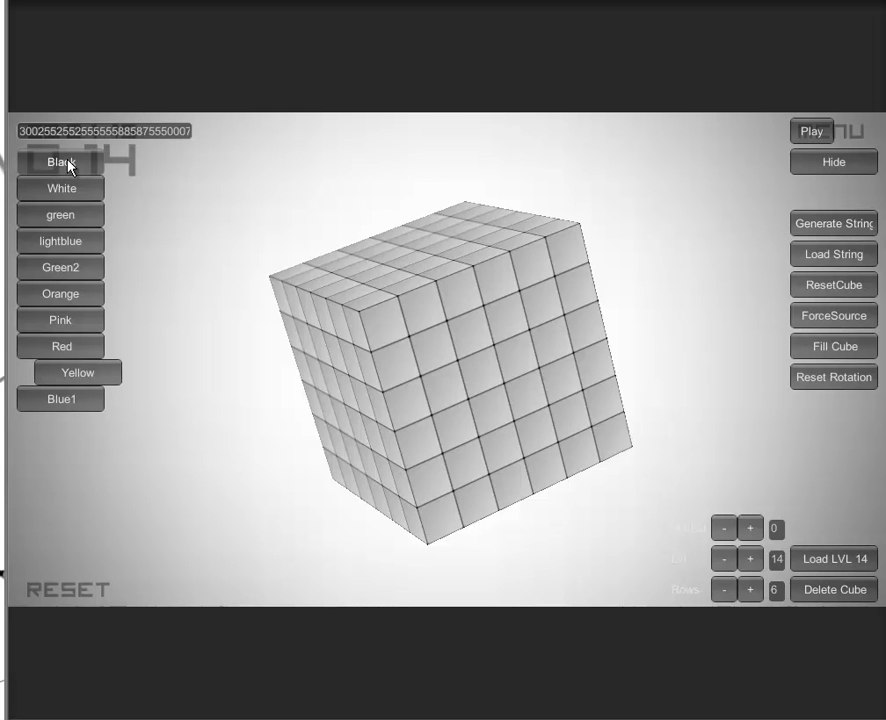 30025525525555558858755500007
Play
Black
Hide
White
green
Generate String
lightblue
Load String
Green2
ResetCube
Orange
ForceSource
Pink
Red
Fill Cube
Yellow
Reset Rotation
Blue1
- + 0
- + 14 Load LVL 14
RESET
Rows - + 6 Delete Cube